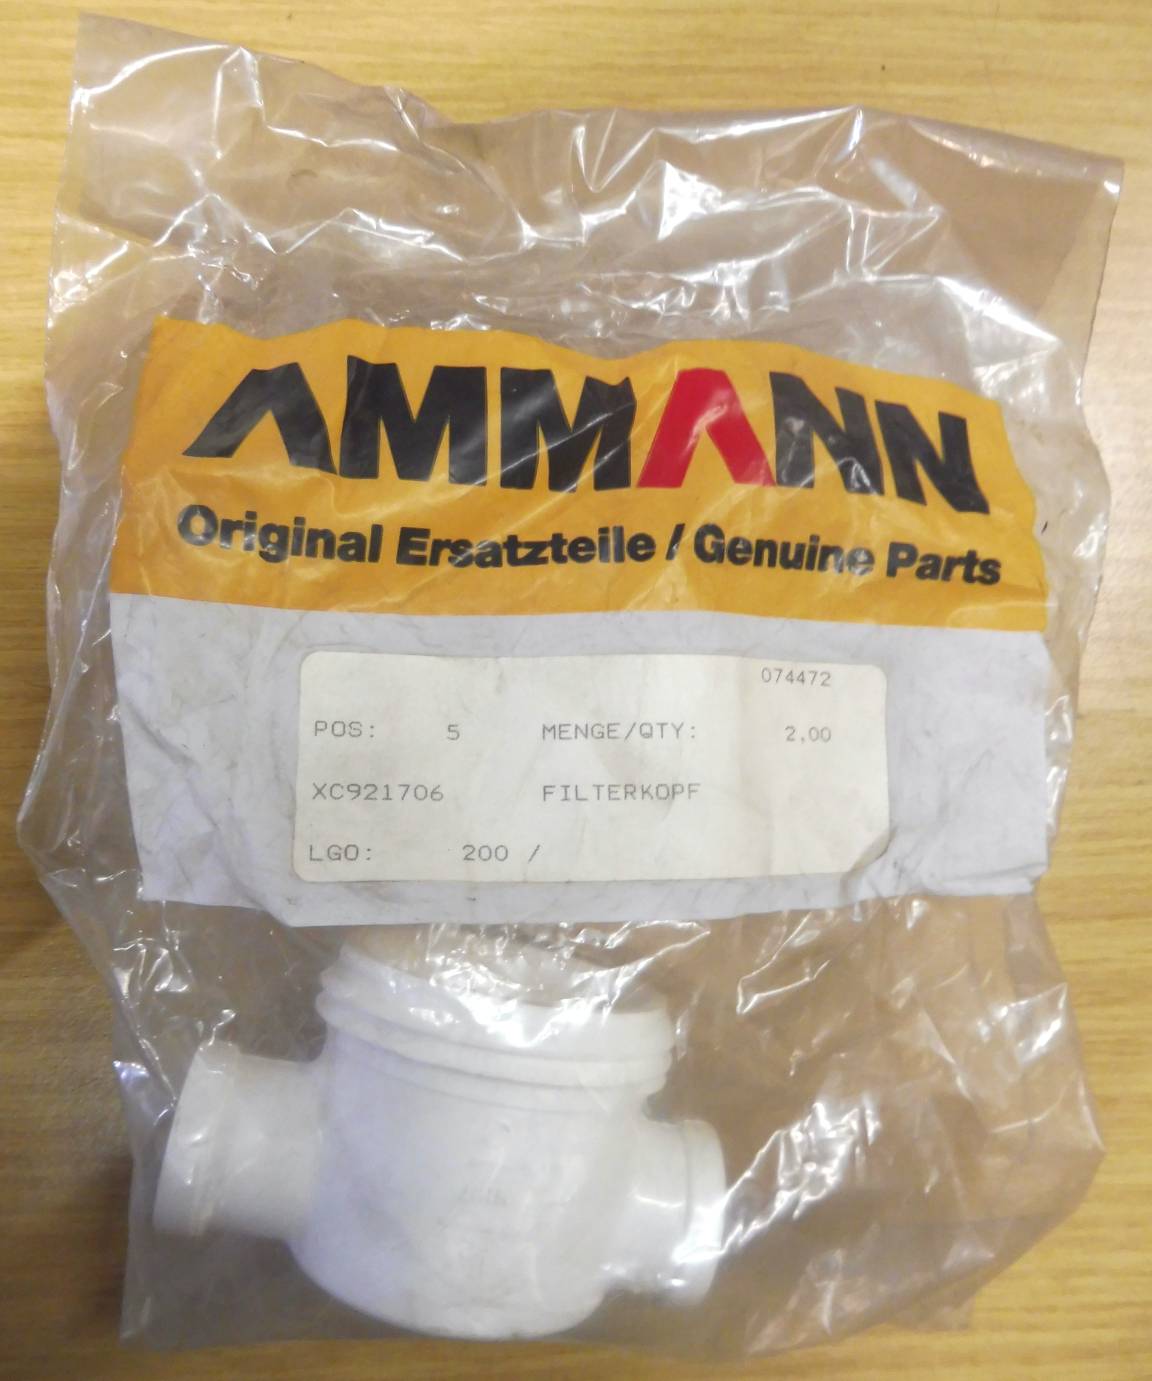 AMMANN
Original Ersatzteile / Genuine Parts
074472
POS: 5 MENGE/QTY: 2,00
XC921706 FILTERKOPF
LGO: 200 /